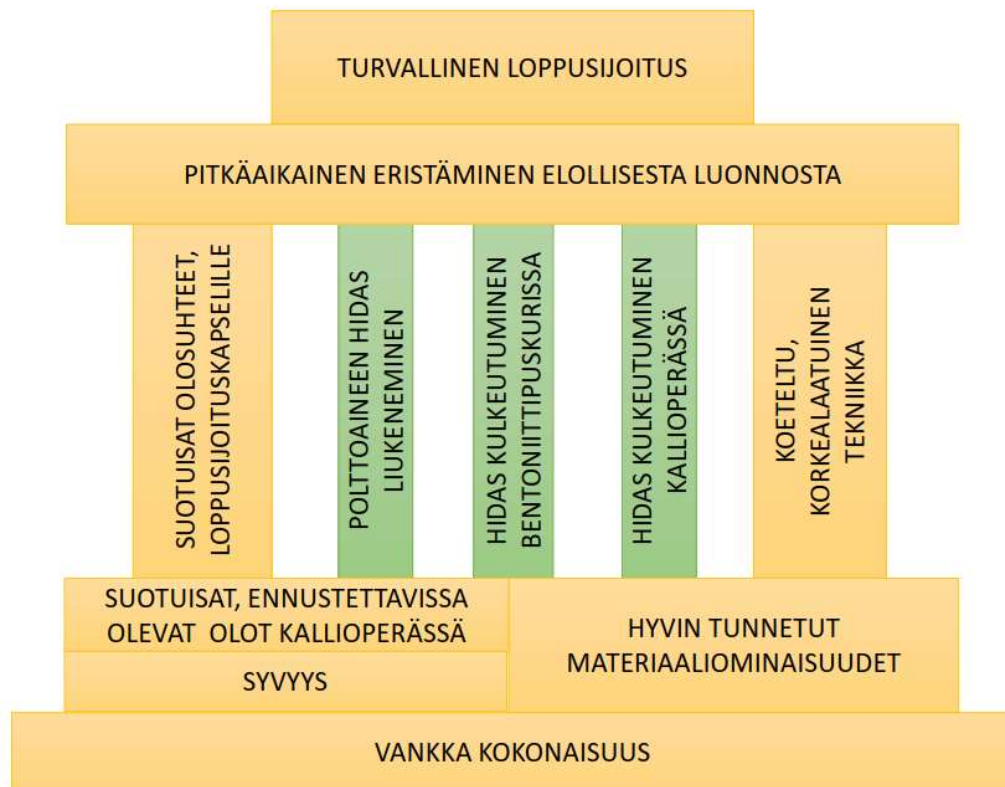 TURVALLINEN LOPPUSIJOITUS
PITKÄAIKAINEN ERISTÄMINEN ELOLLISESTA LUONNOSTA
SUOTUISAT OLOSUHTEET,
LOPPUSIJOITUSKAPSELILLE
POLTTOAINEEN HIDAS
LIUKENEMINEN
HIDAS KULKEUTUMINEN
BENTONIITTIPUSKURISSA
HIDAS KULKEUTUMINEN
KALLIOPERÄSSÄ
KOETELTU,
KORKEALAATUINEN
TEKNIIKKA
SUOTUISAT, ENNUSTETTAVISSA
OLEVAT OLOT KALLIOPERÄSSÄ
SYVYYS
HYVIN TUNNETUT
MATERIAALIOMINAISUUDET
VANKKA KOKONAISUUS